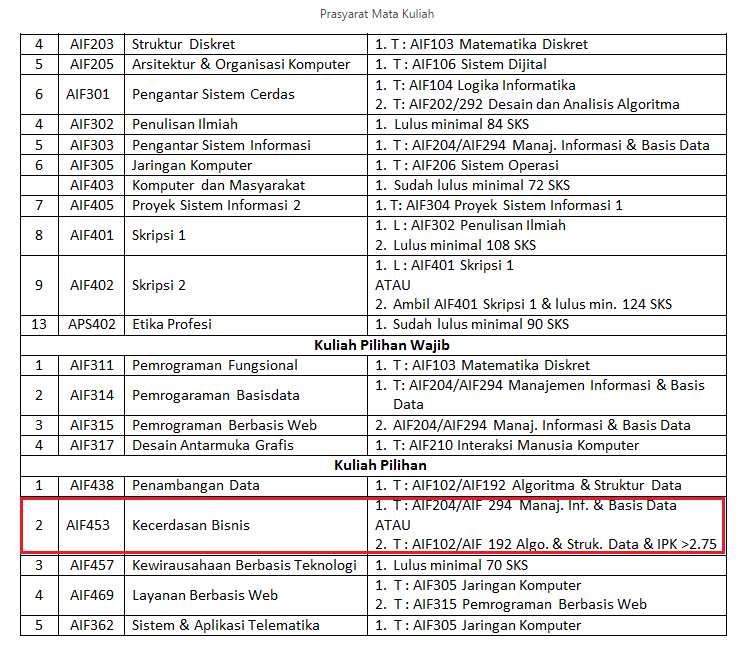 Prasyarat Mata Kuliah
4 AIF203 Struktur Diskret 1. T : AIF103 Matematika Diskret
5 AIF205 Arsitektur & Organisasi Komputer 1. T : AIF106 Sistem Dijital
6 AIF301 Pengantar Sistem Cerdas 1. T: AIF104 Logika Informatika
2. T: AIF202/292 Desain dan Analisis Algoritma
4 AIF302 Penulisan Ilmiah 1. Lulus minimal 84 SKS
5 AIF303 Pengantar Sistem Informasi 1. T : AIF204/AIF294 Manaj. Informasi & Basis Data
6 AIF305 Jaringan Komputer 1. T : AIF206 Sistem Operasi
AIF403 Komputer dan Masyarakat 1. Sudah lulus minimal 72 SKS
7 AIF405 Proyek Sistem Informasi 2 1. T: AIF304 Proyek Sistem Informasi 1
8 AIF401 Skripsi 1 1. L : AIF302 Penulisan Ilmiah
2. Lulus minimal 108 SKS
9 AIF402 Skripsi 2 1. L : AIF401 Skripsi 1
ATAU
2. Ambil AIF401 Skripsi 1 & lulus min. 124 SKS
13 APS402 Etika Profesi 1. Sudah lulus minimal 90 SKS
Kuliah Pilihan Wajib
1 AIF311 Pemrograman Fungsional 1. T : AIF103 Matematika Diskret
2 AIF314 Pemrogaraman Basisdata 1. T: AIF204/AIF294 Manajemen Informasi & Basis
Data
3 AIF315 Pemrograman Berbasis Web 2. AIF204/AIF294 Manaj. Informasi & Basis Data
4 AIF317 Desain Antarmuka Grafis 1. T: AIF210 Interaksi Manusia Komputer
Kuliah Pilihan
1 AIF438 Penambangan Data 1. T : AIF102/AIF192 Algoritma & Struktur Data
2 AIF453 Kecerdasan Bisnis 1. T : AIF204/AIF 294 Manaj. Inf. & Basis Data
ATAU
2. T : AIF102/AIF 192 Algo. & Struk. Data & IPK >2.75
3 AIF457 Kewirausahaan Berbasis Teknologi 1. Lulus minimal 70 SKS
4 AIF469 Layanan Berbasis Web 1. T : AIF305 Jaringan Komputer
2. T : AIF315 Pemrograman Berbasis Web
5 AIF362 Sistem & Aplikasi Telematika 1. T : AIF305 Jaringan Komputer